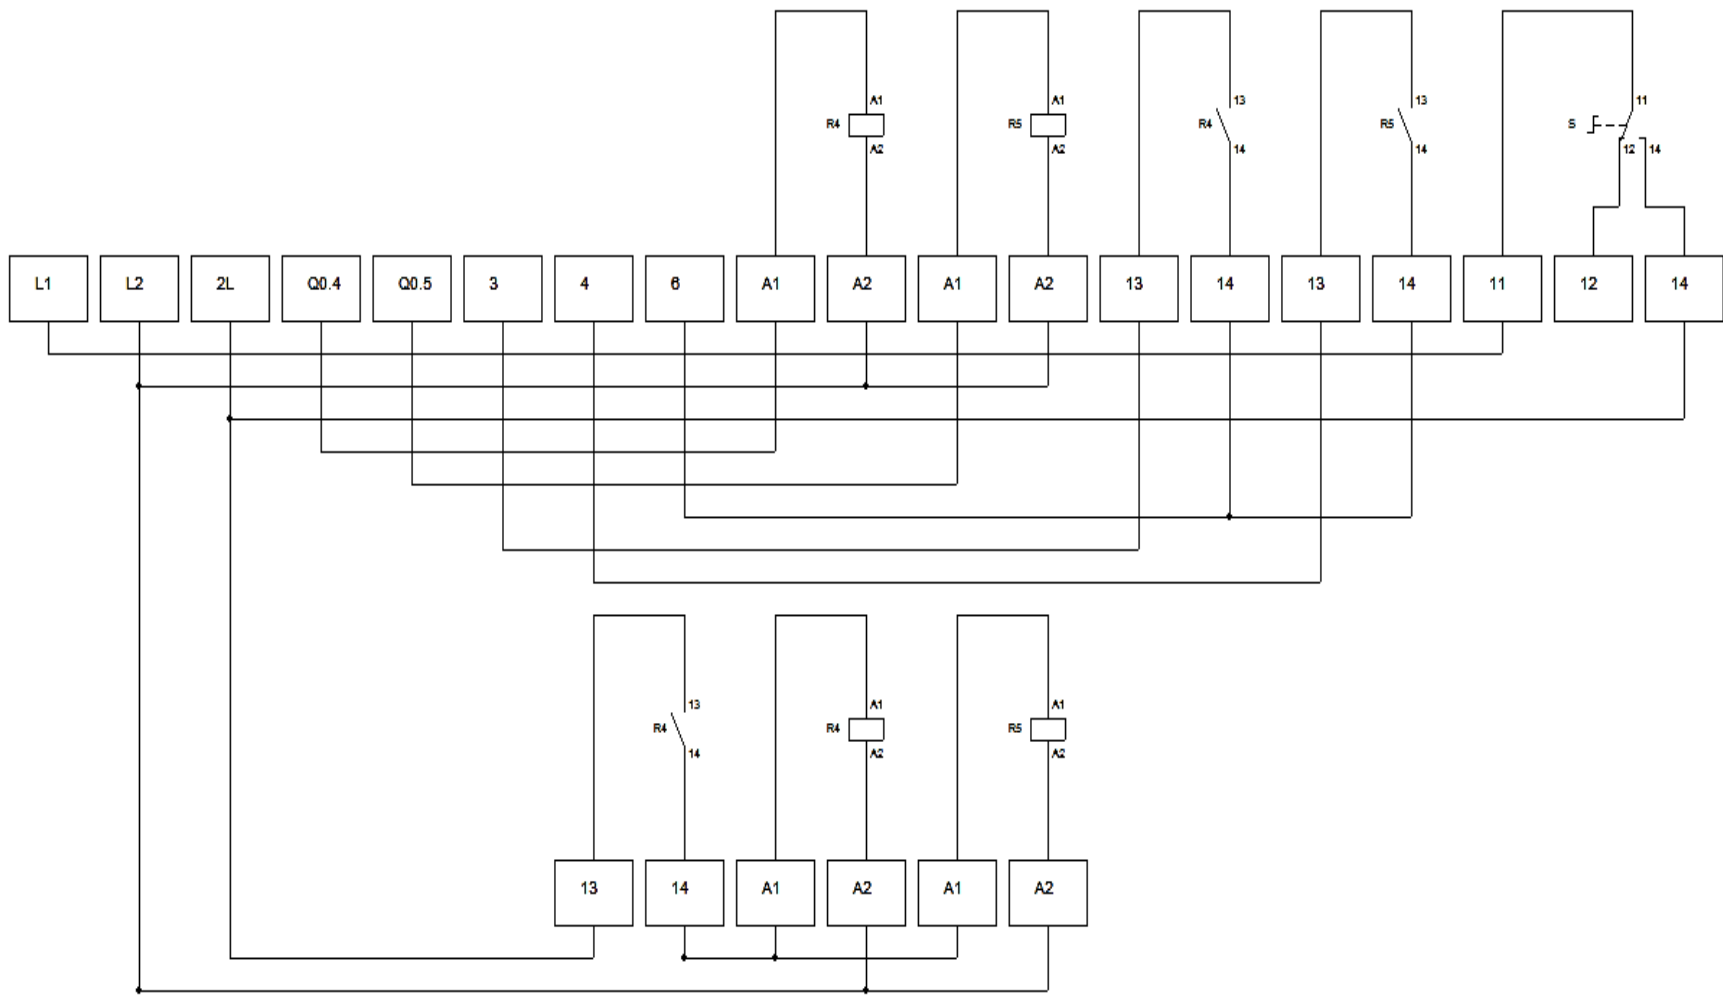 A1 A1 13 13 11
R4 R5 R4 R5 S
A2 A2 14 14 12 14
L1 L2 2L Q0.4 Q0.5 3 4 6 A1 A2 A1 A2 13 14 13 14 11 12 14
13 A1 A1
R4 R4 R5
14 A2 A2
13 14 A1 A2 A1 A2